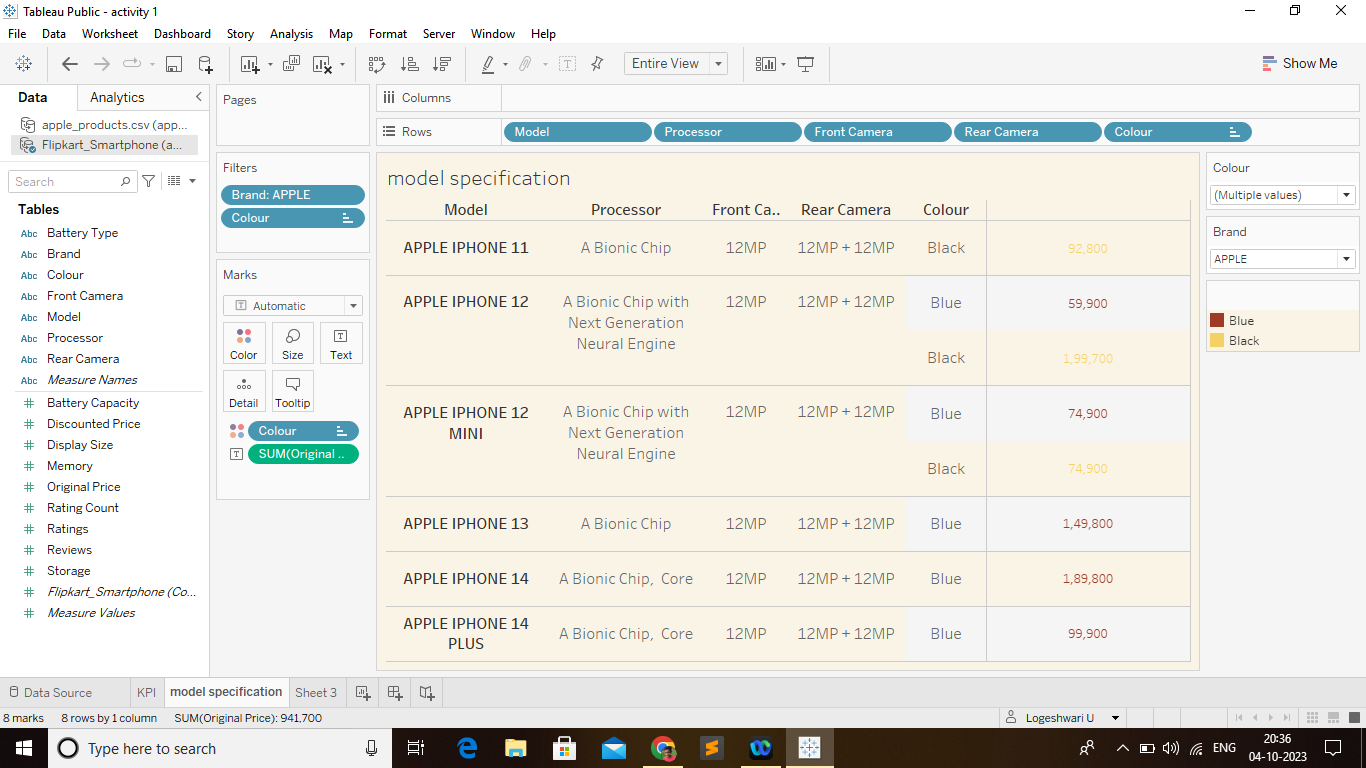 Tableau Public - activity 1
File Data Worksheet Dashboard Story Analysis Map Format Server Window Help
Entire View
Show Me
Data Analytics
apple_products.csv (app...
Flipkart_Smartphone (a...
Search
Tables
Abc Battery Type
Abc Brand
Abc Colour
Abc Front Camera
Abc Model
Abc Processor
Abc Rear Camera
Abc Measure Names
Battery Capacity
Discounted Price
Display Size
Memory
Original Price
Rating Count
Ratings
Reviews
Storage
Flipkart_Smartphone (Co...
Measure Values
Pages
Filters
Brand: APPLE
Colour
Marks
Automatic
Color Size Text
Detail Tooltip
Colour
SUM(Original ..
Columns
Rows Model Processor Front Camera Rear Camera Colour
model specification
Model Processor Front Ca.. Rear Camera Colour
APPLE IPHONE 11 A Bionic Chip 12MP 12MP + 12MP Black 92,800
APPLE IPHONE 12 A Bionic Chip with 12MP 12MP + 12MP Blue 59,900
Next Generation
Neural Engine
Black 1,99,700
APPLE IPHONE 12 A Bionic Chip with 12MP 12MP + 12MP Blue 74,900
MINI Next Generation
Neural Engine
Black 74,900
APPLE IPHONE 13 A Bionic Chip 12MP 12MP + 12MP Blue 1,49,800
APPLE IPHONE 14 A Bionic Chip, Core 12MP 12MP + 12MP Blue 1,89,800
APPLE IPHONE 14 A Bionic Chip, Core 12MP 12MP + 12MP Blue 99,900
PLUS
Colour
(Multiple values)
Brand
APPLE
Blue
Black
Data Source KPI model specification Sheet 3
8 marks 8 rows by 1 column SUM(Original Price): 941,700
Logeshwari U
Type here to search
ENG
20:36
04-10-2023